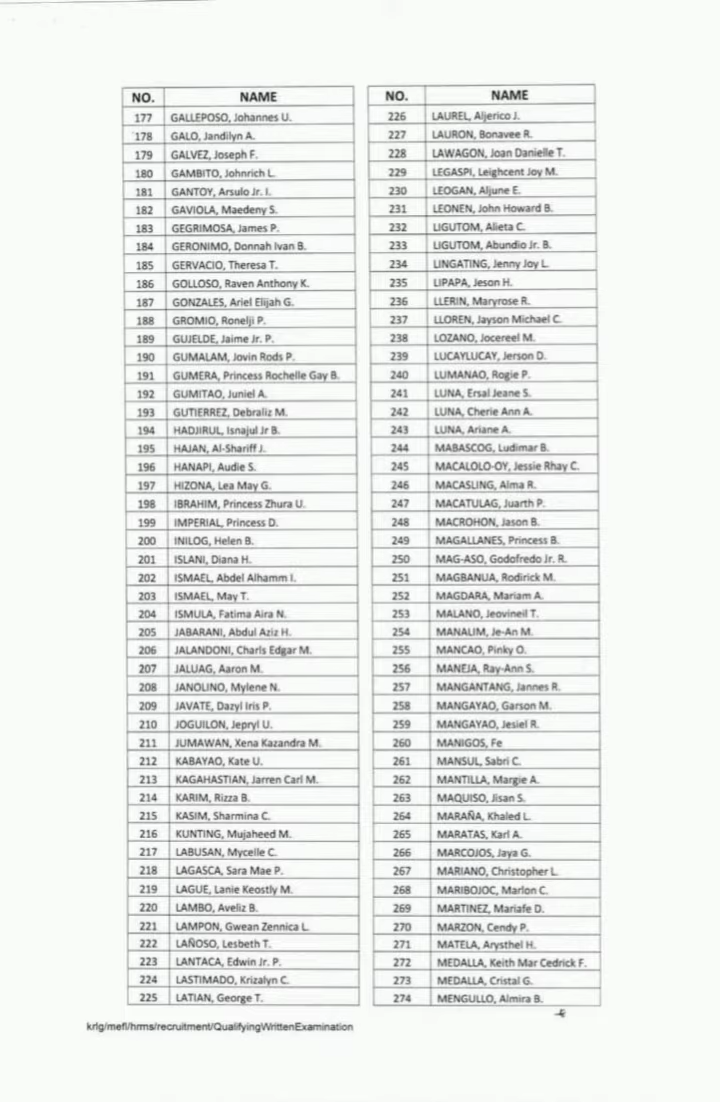 NO. NAME
177 GALLEPOSO, Johannes U.
178 GALO, Jandilyn A.
179 GALVEZ, Joseph F.
180 GAMBITO, Johnrich L.
181 GANTOY, Arsulo Jr. I.
182 GAVIOLA, Maedeny S.
183 GEGRIMOSA, James P.
184 GERONIMO, Donnah Ivan B.
185 GERVACIO, Theresa T.
186 GOLLOSO, Raven Anthony K.
187 GONZALES, Ariel Elijah G.
188 GROMIO, Ronelji P.
189 GUJELDE, Jaime Jr. P.
190 GUMALAM, Jovin Rods P.
191 GUMERA, Princess Rochelle Gay B.
192 GUMITAO, Juniel A.
193 GUTIERREZ, Debraliz M.
194 HADJIRUL, Isnajul Jr B.
195 HAJAN, Al-Shariff J.
196 HANAPI, Audie S.
197 HIZONA, Lea May G.
198 IBRAHIM, Princess Zhura U.
199 IMPERIAL, Princess D.
200 INILOG, Helen B.
201 ISLANI, Diana H.
202 ISMAEL, Abdel Alhamm I.
203 ISMAEL, May T.
204 ISMULA, Fatima Aira N.
205 JABARANI, Abdul Aziz H.
206 JALANDONI, Charls Edgar M.
207 JALUAG, Aaron M.
208 JANOLINO, Mylene N.
209 JAVATE, Dazyl Iris P.
210 JOGUILON, Jepryl U.
211 JUMAWAN, Xena Kazandra M.
212 KABAYAO, Kate U.
213 KAGAHASTIAN, Jarren Carl M.
214 KARIM, Rizza B.
215 KASIM, Sharmina C.
216 KUNTING, Mujaheed M.
217 LABUSAN, Mycelle C.
218 LAGASCA, Sara Mae P.
219 LAGUE, Lanie Keostly M.
220 LAMBO, Aveliz B.
221 LAMPON, Gwean Zennica L.
222 LAÑOSO, Lesbeth T.
223 LANTACA, Edwin Jr. P.
224 LASTIMADO, Krizalyn C.
225 LATIAN, George T.
NO. NAME
226 LAUREL, Aljerico J.
227 LAURON, Bonavee R.
228 LAWAGON, Joan Danielle T.
229 LEGASPI, Leighcent Joy M.
230 LEOGAN, Aljune E.
231 LEONEN, John Howard B.
232 LIGUTOM, Alieta C.
233 LIGUTOM, Abundio Jr. B.
234 LINGATING, Jenny Joy L.
235 LIPAPA, Jeson H.
236 LLERIN, Maryrose R.
237 LLOREN, Jayson Michael C.
238 LOZANO, Jocereel M.
239 LUCAYLUCAY, Jerson D.
240 LUMANAO, Rogie P.
241 LUNA, Ersal Jeane S.
242 LUNA, Cherie Ann A.
243 LUNA, Ariane A.
244 MABASCOG, Ludimar B.
245 MACALOLO-OY, Jessie Rhay C.
246 MACASLING, Alma R.
247 MACATULAG, Juarth P.
248 MACROHON, Jason B.
249 MAGALLANES, Princess B.
250 MAG-ASO, Godofredo Jr. R.
251 MAGBANUA, Rodirick M.
252 MAGDARA, Mariam A.
253 MALANO, Jeovineil T.
254 MANALIM, Je-An M.
255 MANCAO, Pinky O.
256 MANEJA, Ray-Ann S.
257 MANGANTANG, Jannes R.
258 MANGAYAO, Garson M.
259 MANGAYAO, Jesiel R.
260 MANIGOS, Fe
261 MANSUL, Sabri C.
262 MANTILLA, Margie A.
263 MAQUISO, Jisan S.
264 MARAÑA, Khaled L.
265 MARATAS, Karl A.
266 MARCOJOS, Jaya G.
267 MARIANO, Christopher L.
268 MARIBOJOC, Marlon C.
269 MARTINEZ, Mariafe D.
270 MARZON, Cendy P.
271 MATELA, Arysthel H.
272 MEDALLA, Keith Mar Cedrick F.
273 MEDALLA, Cristal G.
274 MENGULLO, Almira B.
krlg/mefl/hrms/recruitment/QualifyingWrittenExamination